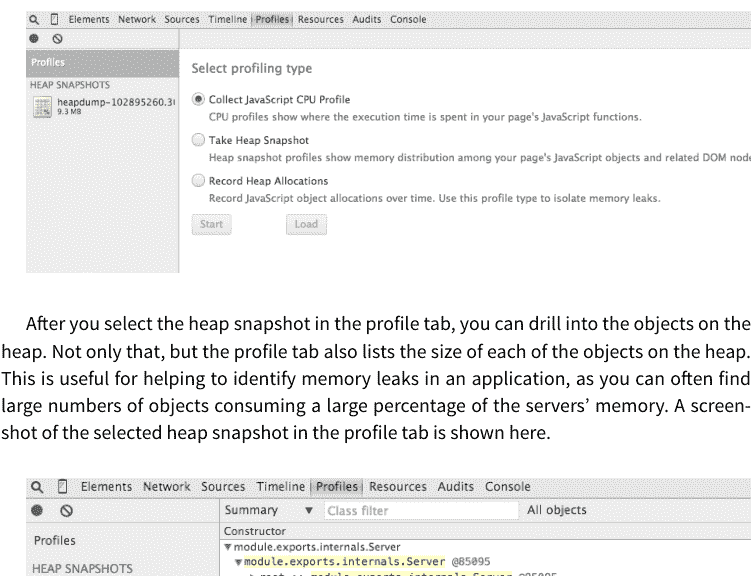 Elements Network Sources Timeline Profiles Resources Audits Console
Profiles
Select profiling type
HEAP SNAPSHOTS
heapdump-102895260.3
9.3 MB
Collect JavaScript CPU Profile
CPU profiles show where the execution time is spent in your page's JavaScript functions.
Take Heap Snapshot
Heap snapshot profiles show memory distribution among your page's JavaScript objects and related DOM node
Record Heap Allocations
Record JavaScript object allocations over time. Use this profile type to isolate memory leaks.
Start Load
After you select the heap snapshot in the profile tab, you can drill into the objects on the
heap. Not only that, but the profile tab also lists the size of each of the objects on the heap.
This is useful for helping to identify memory leaks in an application, as you can often find
large numbers of objects consuming a large percentage of the servers’ memory. A screen-
shot of the selected heap snapshot in the profile tab is shown here.
Elements Network Sources Timeline Profiles Resources Audits Console
Summary ▼ Class filter All objects
Profiles
Constructor
▼module.exports.internals.Server
▼module.exports.internals.Server @85095
HEAP SNAPSHOTS